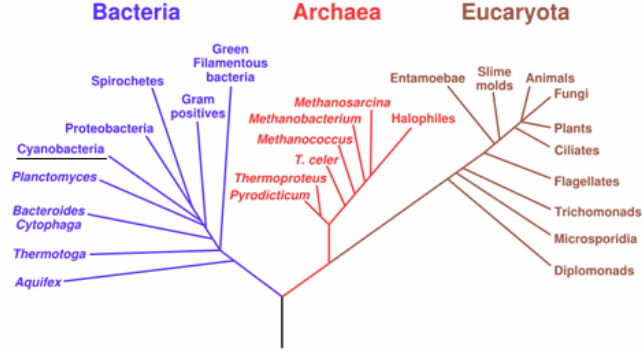 Bacteria
Archaea
Eucaryota
Green
Filamentous
bacteria
Spirochetes
Gram
positives
Proteobacteria
Cyanobacteria
Planctomyces
Bacteroides
Cytophaga
Thermotoga
Aquifex
Methanosarcina
Methanobacterium
Halophiles
Methanococcus
T. celer
Thermoproteus
Pyrodicticum
Entamoebae
Slime
molds
Animals
Fungi
Plants
Ciliates
Flagellates
Trichomonads
Microsporidia
Diplomonads